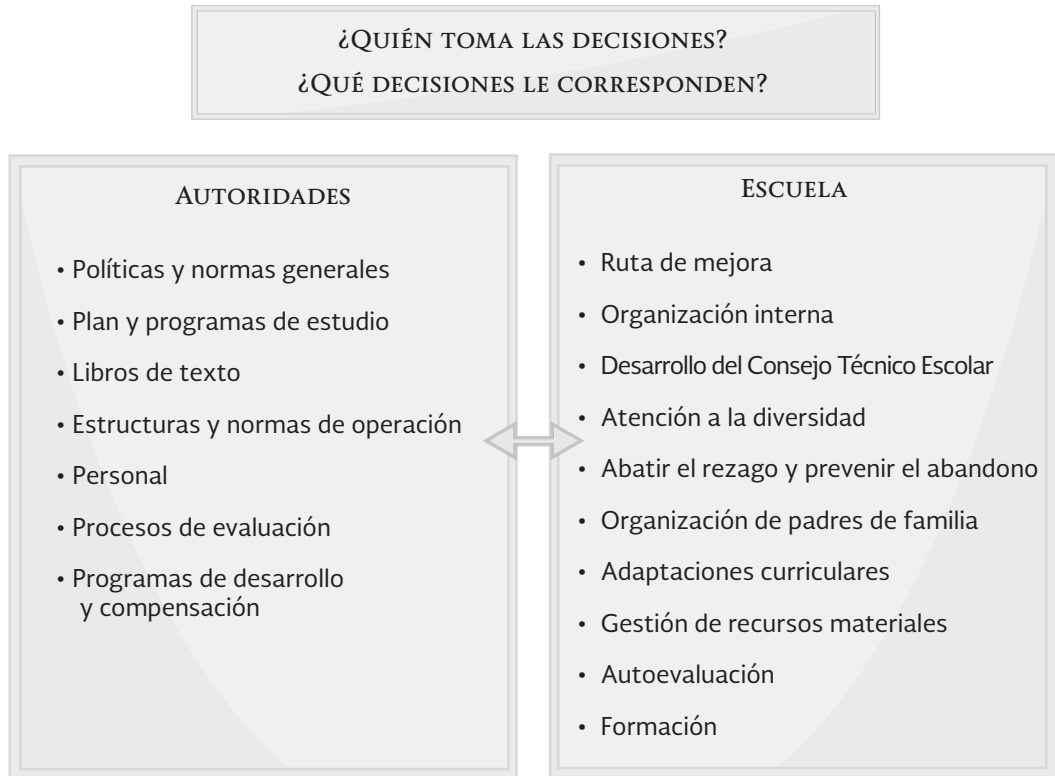 ¿QUIÉN TOMA LAS DECISIONES?
¿QUÉ DECISIONES LE CORRESPONDEN?
AUTORIDADES
• Políticas y normas generales
• Plan y programas de estudio
• Libros de texto
• Estructuras y normas de operación
• Personal
• Procesos de evaluación
• Programas de desarrollo
y compensación
ESCUELA
• Ruta de mejora
• Organización interna
• Desarrollo del Consejo Técnico Escolar
• Atención a la diversidad
• Abatir el rezago y prevenir el abandono
• Organización de padres de familia
• Adaptaciones curriculares
• Gestión de recursos materiales
• Autoevaluación
• Formación